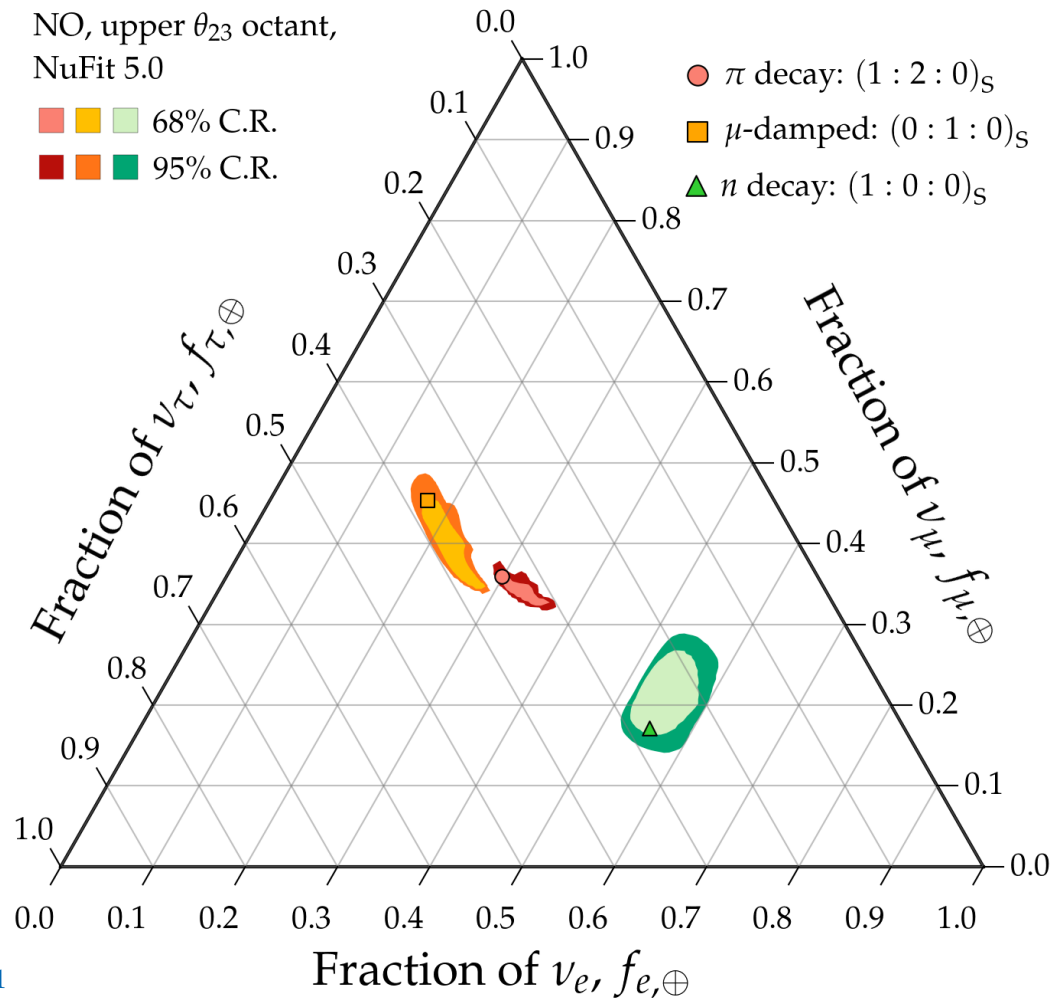 NO, upper θ₂₃ octant,
NuFit 5.0
68% C.R.
95% C.R.
π decay: (1 : 2 : 0)S
μ-damped: (0 : 1 : 0)S
n decay: (1 : 0 : 0)S
Fraction of ντ, fτ,⊕
0.0
0.1
0.2
0.3
0.4
0.5
0.6
0.7
0.8
0.9
1.0
Fraction of νμ, fμ,⊕
1.0
0.9
0.8
0.7
0.6
0.5
0.4
0.3
0.2
0.1
0.0
0.0 0.1 0.2 0.3 0.4 0.5 0.6 0.7 0.8 0.9 1.0
Fraction of νe, fe,⊕